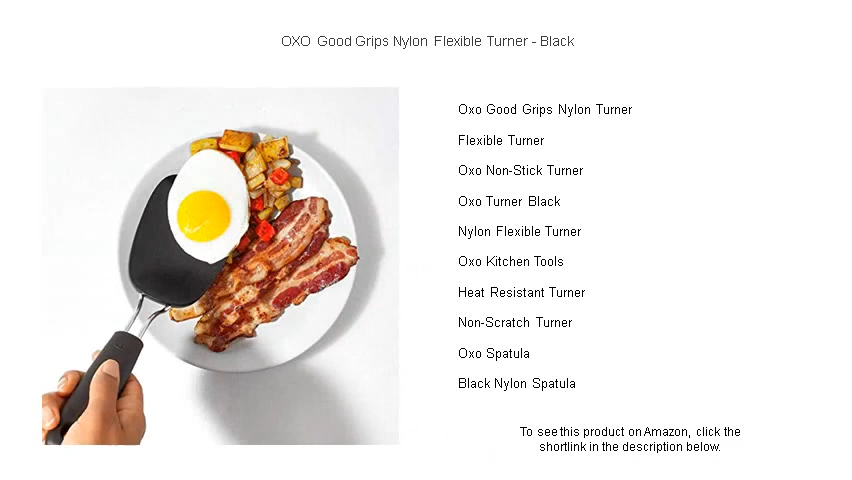 OXO Good Grips Nylon Flexible Turner - Black
Oxo Good Grips Nylon Turner
Flexible Turner
Oxo Non-Stick Turner
Oxo Turner Black
Nylon Flexible Turner
Oxo Kitchen Tools
Heat Resistant Turner
Non-Scratch Turner
Oxo Spatula
Black Nylon Spatula
To see this product on Amazon, click the
shortlink in the description below.